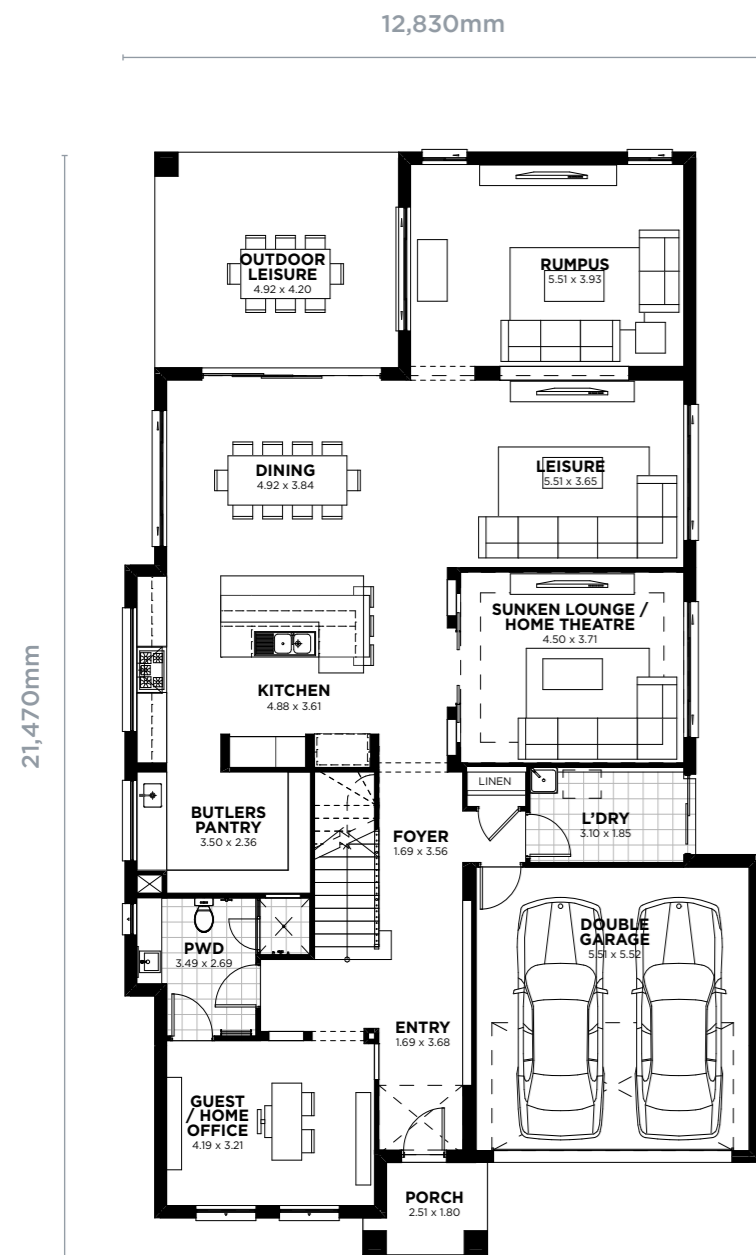 12,830mm
21,470mm
OUTDOOR
LEISURE
4.92 x 4.20
RUMPUS
5.51 x 3.93
DINING
4.92 x 3.84
LEISURE
5.51 x 3.65
SUNKEN LOUNGE /
HOME THEATRE
4.50 x 3.71
KITCHEN
4.88 x 3.61
LINEN
BUTLERS
PANTRY
3.50 x 2.36
FOYER
1.69 x 3.56
L'DRY
3.10 x 1.85
PWD
3.49 x 2.69
DOUBLE
GARAGE
5.51 x 5.52
ENTRY
1.69 x 3.68
GUEST
/ HOME
OFFICE
4.19 x 3.21
PORCH
2.51 x 1.80